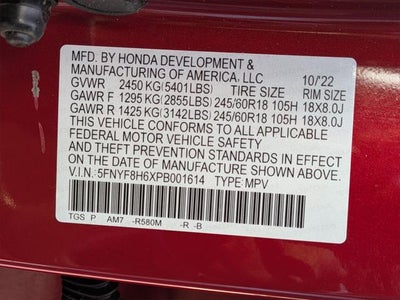 MFD. BY HONDA DEVELOPMENT &
MANUFACTURING OF AMERICA, LLC 10/'22
GVWR 2450 KG (5401LBS) TIRE SIZE RIM SIZE
GAWR F 1295 KG (2855LBS) 245/60R18 105H 18X8.0J
GAWR R 1425 KG (3142LBS) 245/60R18 105H 18X8.0J
THIS VEHICLE CONFORMS TO ALL APPLICABLE
FEDERAL MOTOR VEHICLE SAFETY
AND THEFT PREVENTION STANDARDS IN EFFECT
ON THE DATE OF MANUFACTURE SHOWN ABOVE.
V.I.N.: 5FNYF8H6XPB001614 TYPE: MPV
TGS P AM7 -R580M -R -B